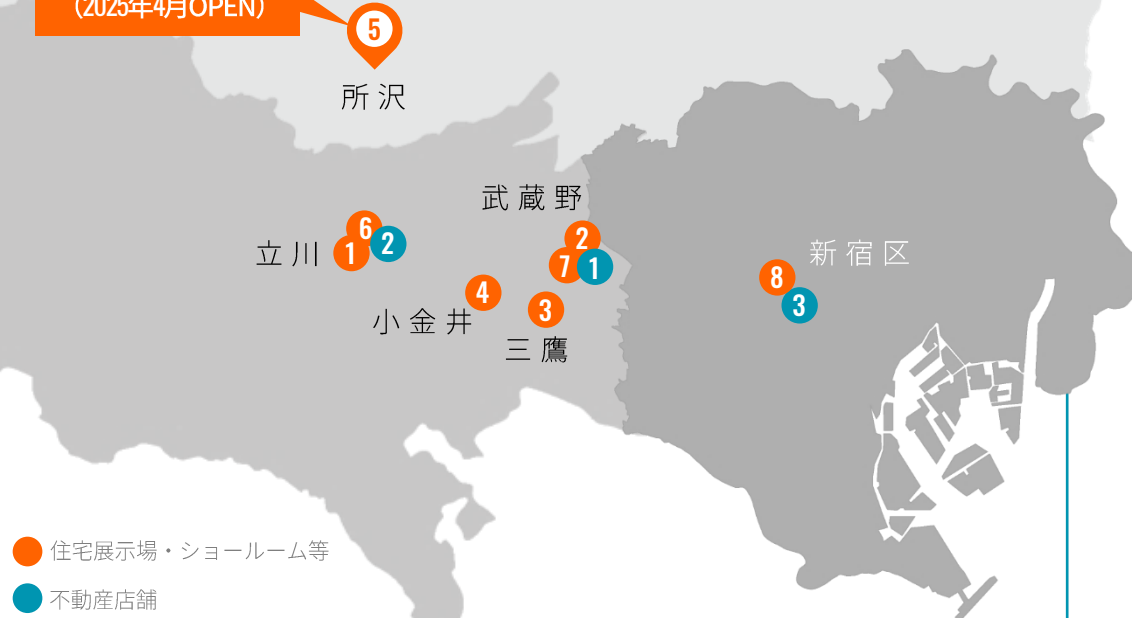 （2025年4月OPEN）
5
所沢
武蔵野
6
2
立川
1
2
7
1
新宿区
8
3
4
3
小金井
三鷹
住宅展示場・ショールーム等
不動産店舗